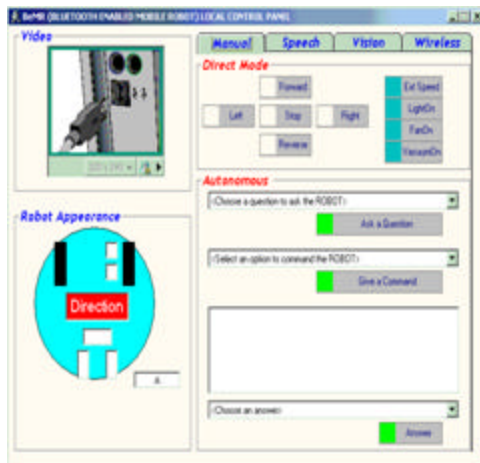 BeMR (BLUETOOTH ENABLED MOBILE ROBOT) LOCAL CONTROL PANEL
Video
Manual Speech Vision Wireless
Direct Mode
Forward
Ext Speed
Left Stop Right
LightOn
FanOn
Reverse
VacuumOn
Autonomous
(Choose a question to ask the ROBOT)
Ask a Question
Robot Appearance
(Select an option to command the ROBOT)
Give a Command
Direction
(Choose an answer)
Answer